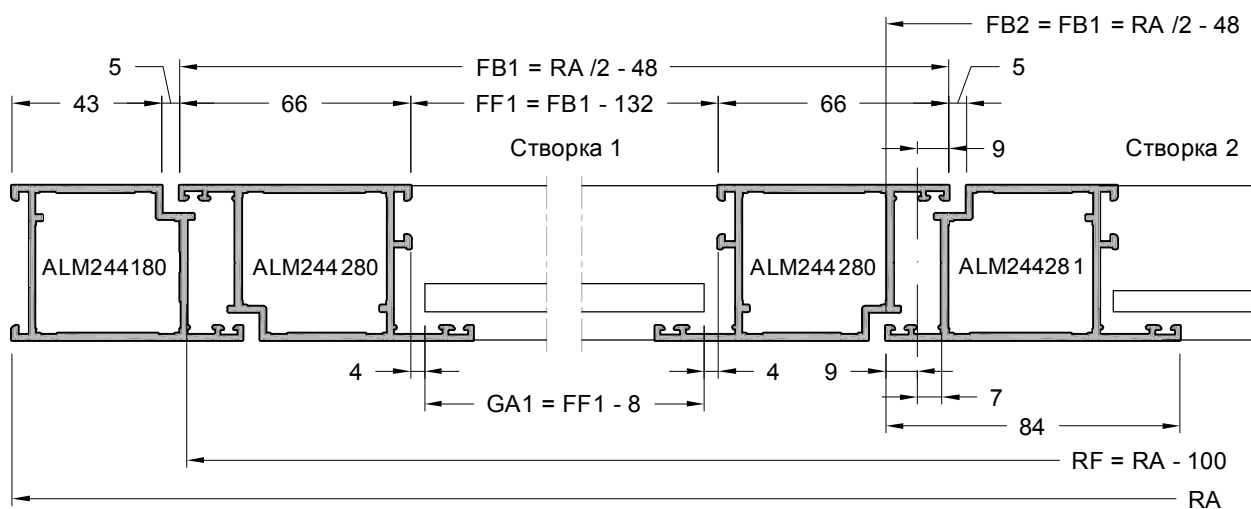 FB2 = FB1 = RA /2 - 48
5 FB1 = RA /2 - 48 5
43 66 FF1 = FB1 - 132 66
Створка 1 9 Створка 2
ALM244180 ALM244280 ALM244280 ALM244281
4 4 9
GA1 = FF1 - 8 7
84
RF = RA - 100
RA